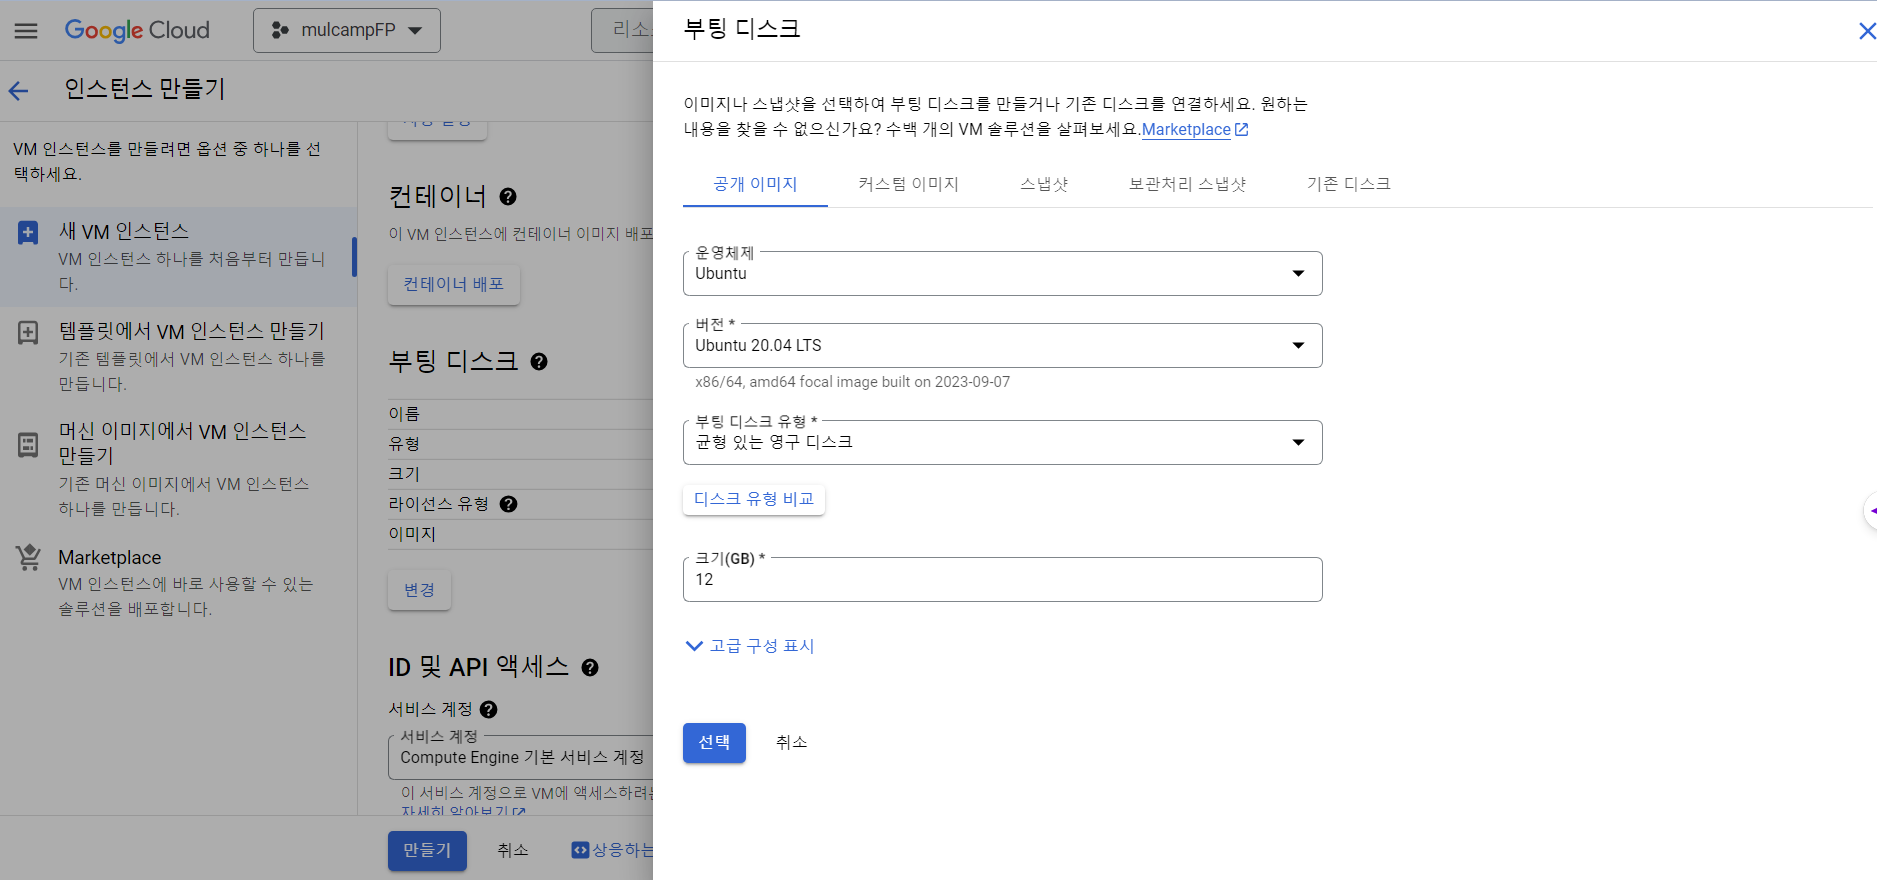 Google Cloud
mulcampFP
리소
인스턴스 만들기
VM 인스턴스를 만들려면 옵션 중 하나를 선
택하세요.
새 VM 인스턴스
VM 인스턴스 하나를 처음부터 만듭니
다.
템플릿에서 VM 인스턴스 만들기
기존 템플릿에서 VM 인스턴스 하나를
만듭니다.
머신 이미지에서 VM 인스턴스
만들기
기존 머신 이미지에서 VM 인스턴스
하나를 만듭니다.
Marketplace
VM 인스턴스에 바로 사용할 수 있는
솔루션을 배포합니다.
컨테이너
이 VM 인스턴스에 컨테이너 이미지 배포
컨테이너 배포
부팅 디스크
이름
유형
크기
라이선스 유형
이미지
변경
ID 및 API 액세스
서비스 계정
서비스 계정
Compute Engine 기본 서비스 계정
이 서비스 계정으로 VM에 액세스하려는
자세히 알아보기
만들기
취소
상응하는
부팅 디스크
이미지나 스냅샷을 선택하여 부팅 디스크를 만들거나 기존 디스크를 연결하세요. 원하는
내용을 찾을 수 없으신가요? 수백 개의 VM 솔루션을 살펴보세요.Marketplace
공개 이미지
커스텀 이미지
스냅샷
보관처리 스냅샷
기존 디스크
운영체제
Ubuntu
버전 *
Ubuntu 20.04 LTS
x86/64, amd64 focal image built on 2023-09-07
부팅 디스크 유형 *
균형 있는 영구 디스크
디스크 유형 비교
크기(GB) *
12
고급 구성 표시
선택
취소